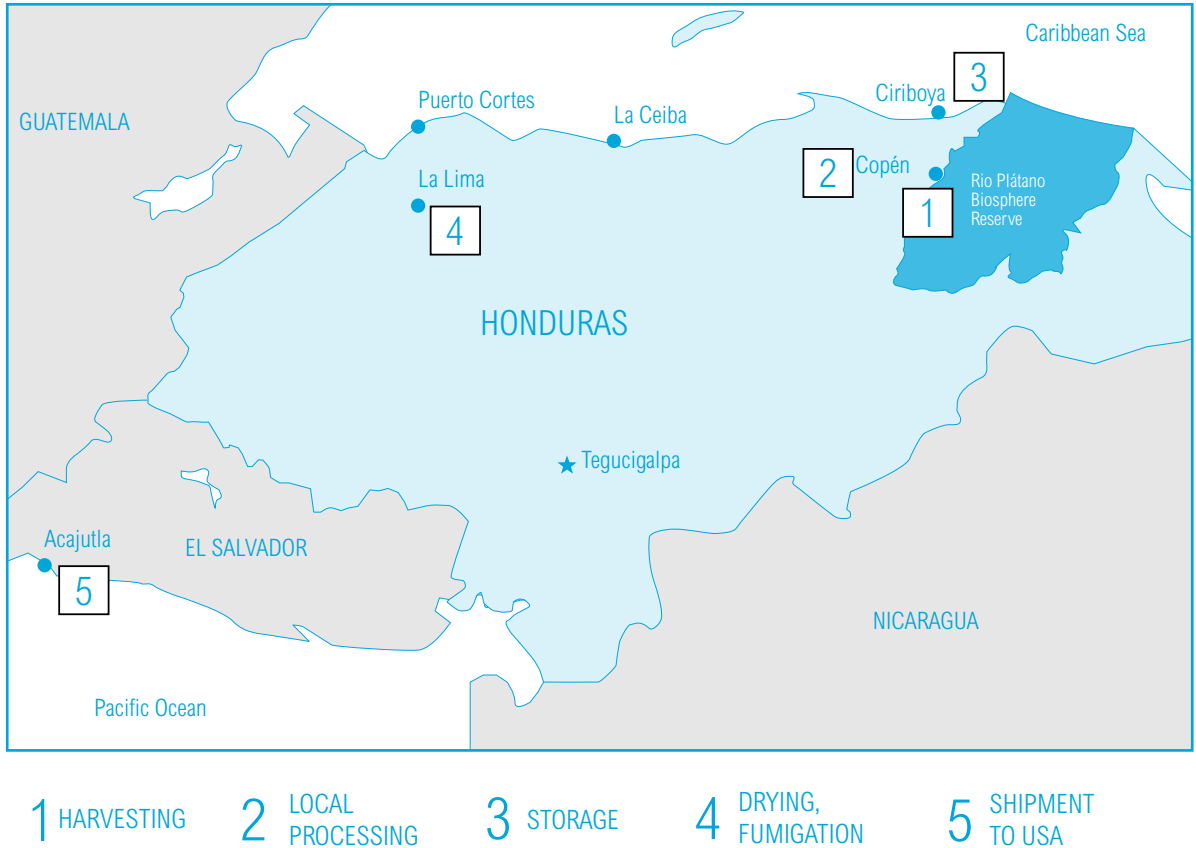 Caribbean Sea
3
Ciriboya
Puerto Cortes
La Ceiba
GUATEMALA
2
Copén
La Lima
Rio Plátano
Biosphere
Reserve
1
4
HONDURAS
Tegucigalpa
Acajutla
EL SALVADOR
5
NICARAGUA
Pacific Ocean
1 HARVESTING
2 LOCAL
PROCESSING
3 STORAGE
4 DRYING,
FUMIGATION
5 SHIPMENT
TO USA